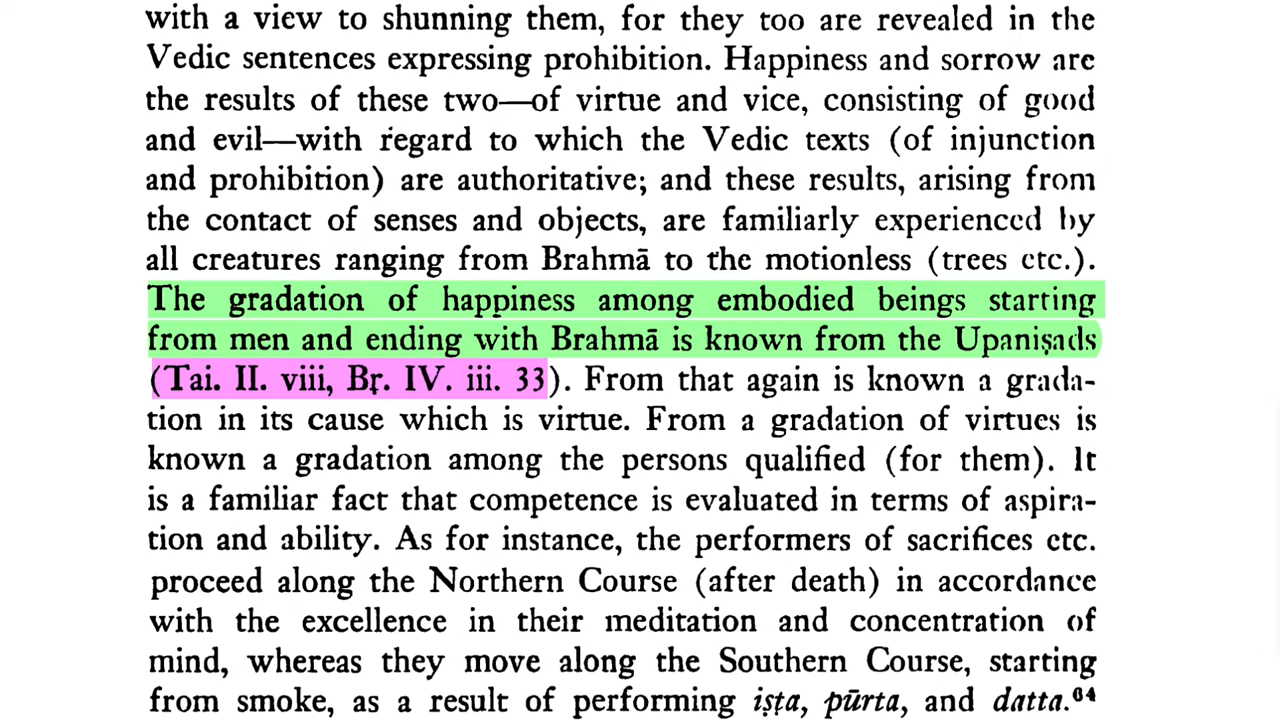 with a view to shunning them, for they too are revealed in the
Vedic sentences expressing prohibition. Happiness and sorrow are
the results of these two—of virtue and vice, consisting of good
and evil—with regard to which the Vedic texts (of injunction
and prohibition) are authoritative; and these results, arising from
the contact of senses and objects, are familiarly experienced by
all creatures ranging from Brahmā to the motionless (trees etc.).
The gradation of happiness among embodied beings starting
from men and ending with Brahmā is known from the Upaniṣads
(Tai. II. viii, Bṛ. IV. iii. 33). From that again is known a grada-
tion in its cause which is virtue. From a gradation of virtues is
known a gradation among the persons qualified (for them). It
is a familiar fact that competence is evaluated in terms of aspira-
tion and ability. As for instance, the performers of sacrifices etc.
proceed along the Northern Course (after death) in accordance
with the excellence in their meditation and concentration of
mind, whereas they move along the Southern Course, starting
from smoke, as a result of performing iṣṭa, pūrta, and datta.⁶⁴